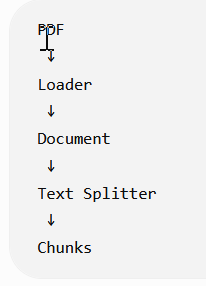 PDF
↓
Loader
↓
Document
↓
Text Splitter
↓
Chunks